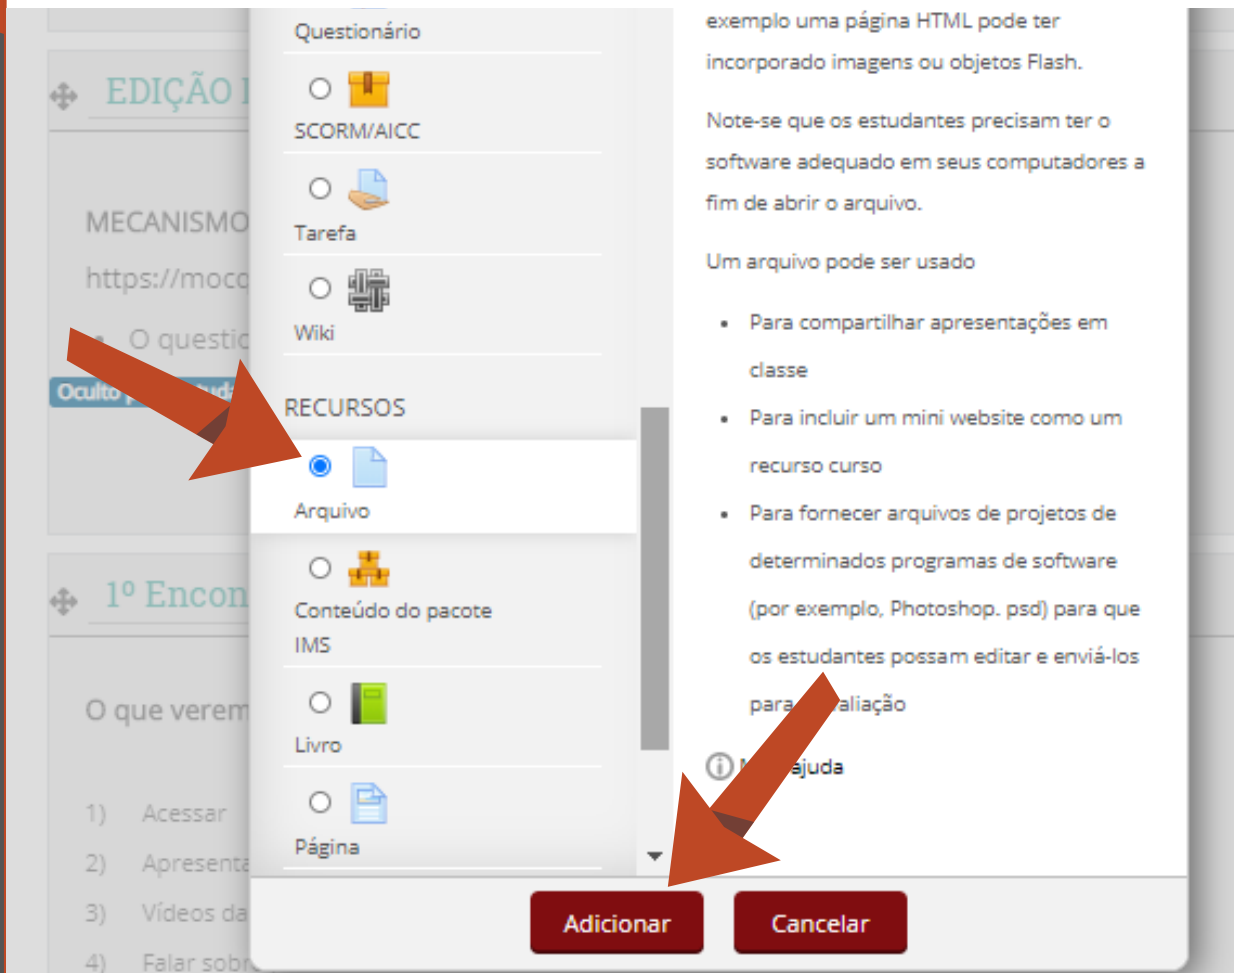 EDIÇÃO
MECANISMO
https://mocq
O questio
Oculto
1º Encon
O que verem
1) Acessar
2) Apresenta
3) Vídeos da
4) Falar sobre
Questionário
SCORM/AICC
Tarefa
Wiki
RECURSOS
Arquivo
Conteúdo do pacote
IMS
Livro
Página
exemplo uma página HTML pode ter
incorporado imagens ou objetos Flash.
Note-se que os estudantes precisam ter o
software adequado em seus computadores a
fim de abrir o arquivo.
Um arquivo pode ser usado
• Para compartilhar apresentações em
classe
• Para incluir um mini website como um
recurso curso
• Para fornecer arquivos de projetos de
determinados programas de software
(por exemplo, Photoshop. psd) para que
os estudantes possam editar e enviá-los
para aliação
ajuda
Adicionar
Cancelar